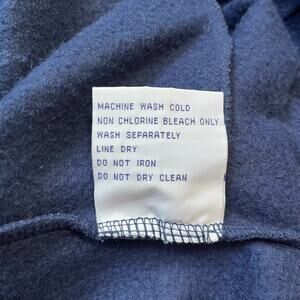 MACHINE WASH COLD
NON CHLORINE BLEACH ONLY
WASH SEPARATELY
LINE DRY
DO NOT IRON
DO NOT DRY CLEAN